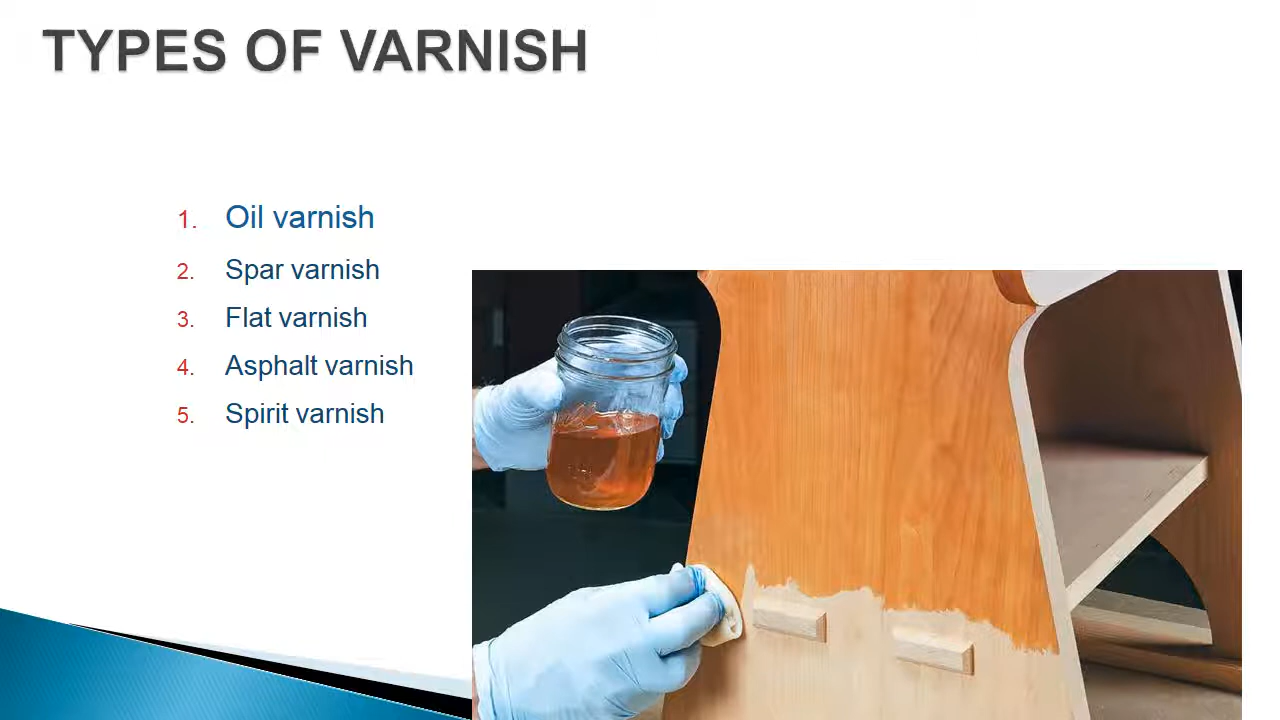 TYPES OF VARNISH
1. Oil varnish
2. Spar varnish
3. Flat varnish
4. Asphalt varnish
5. Spirit varnish